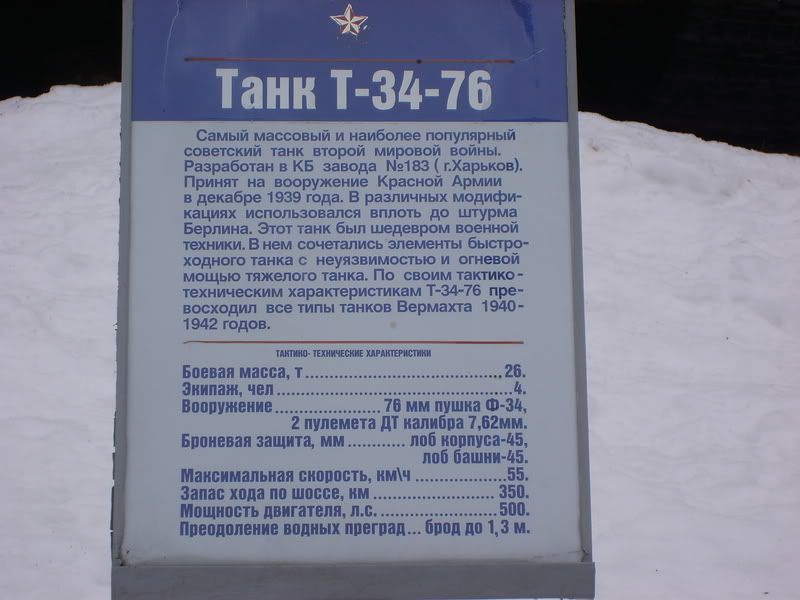 Танк Т-34-76
Самый массовый и наиболее популярный
советский танк второй мировой войны.
Разработан в КБ завода №183 ( г.Харьков).
Принят на вооружение Красной Армии
в декабре 1939 года. В различных модифи-
кациях использовался вплоть до штурма
Берлина. Этот танк был шедевром военной
техники. В нем сочетались элементы быстро-
ходного танка с неуязвимостью и огневой
мощью тяжелого танка. По своим тактико-
техническим характеристикам Т-34-76 пре-
восходил все типы танков Вермахта 1940-
1942 годов.
ТАКТИКО- ТЕХНИЧЕСКИЕ ХАРАКТЕРИСТИКИ
Боевая масса, т ........................................ 26.
Экипаж, чел ............................................. 4.
Вооружение .................. 76 мм пушка Ф-34,
2 пулемета ДТ калибра 7,62мм.
Броневая защита, мм ........... лоб корпуса-45,
лоб башни-45.
Максимальная скорость, км\ч ................. 55.
Запас хода по шоссе, км ....................... 350.
Мощность двигателя, л.с. ...................... 500.
Преодоление водных преград... брод до 1,3 м.